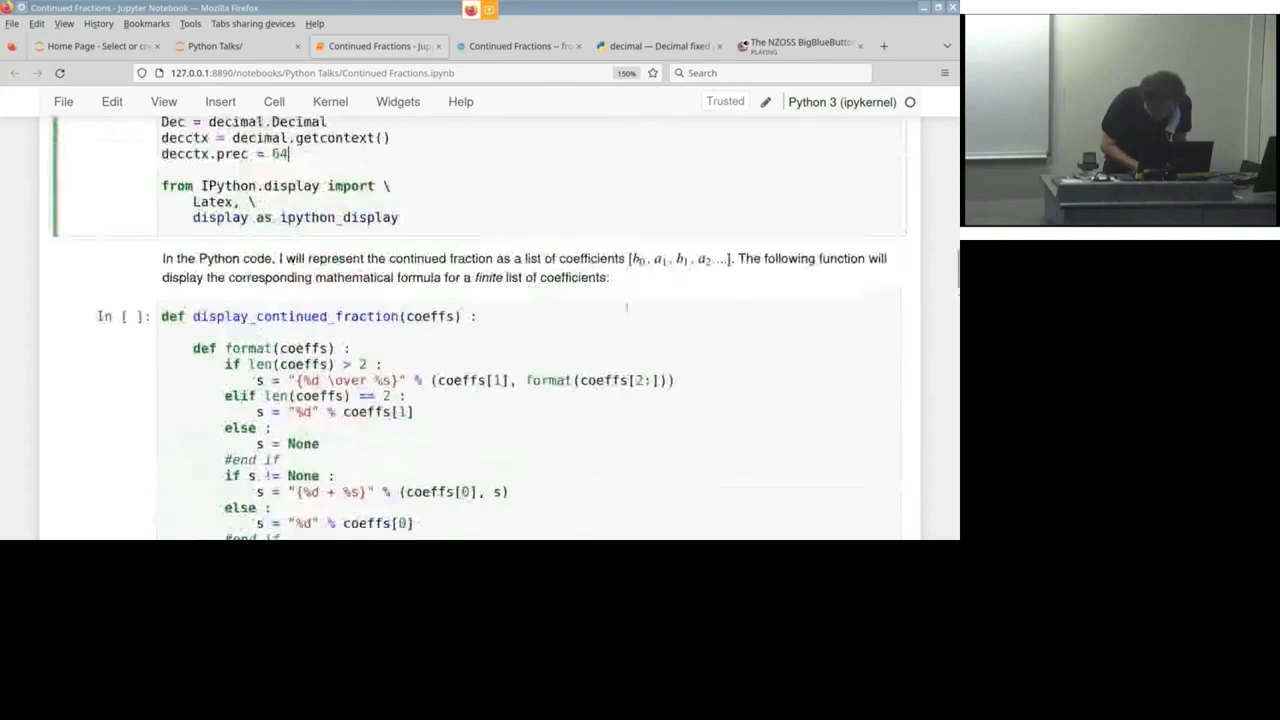 Continued Fractions - Jupyter Notebook — Mozilla Firefox
File Edit View History Bookmarks Tools Tabs sharing devices Help
Home Page - Select or cr
Python Talks/
Continued Fractions - Jup
Continued Fractions -- fro
decimal — Decimal fixed
The NZOSS BigBlueButto
PLAYING
127.0.0.1:8890/notebooks/Python Talks/Continued Fractions.ipynb
150%
Search
File Edit View Insert Cell Kernel Widgets Help
Trusted
Python 3 (ipykernel)
Dec = decimal.Decimal
decctx = decimal.getcontext()
decctx.prec = 64
from IPython.display import \
Latex, \
display as ipython_display
In the Python code, I will represent the continued fraction as a list of coefficients [b₀, a₁, b₁, a₂...]. The following function will
display the corresponding mathematical formula for a finite list of coefficients:
In [ ]: def display_continued_fraction(coeffs) :
def format(coeffs) :
if len(coeffs) > 2 :
s = "{%d \over %s}" % (coeffs[1], format(coeffs[2:]))
elif len(coeffs) == 2 :
s = "%d" % coeffs[1]
else :
s = None
#end if
if s != None :
s = "{%d + %s}" % (coeffs[0], s)
else :
s = "%d" % coeffs[0]
#end if